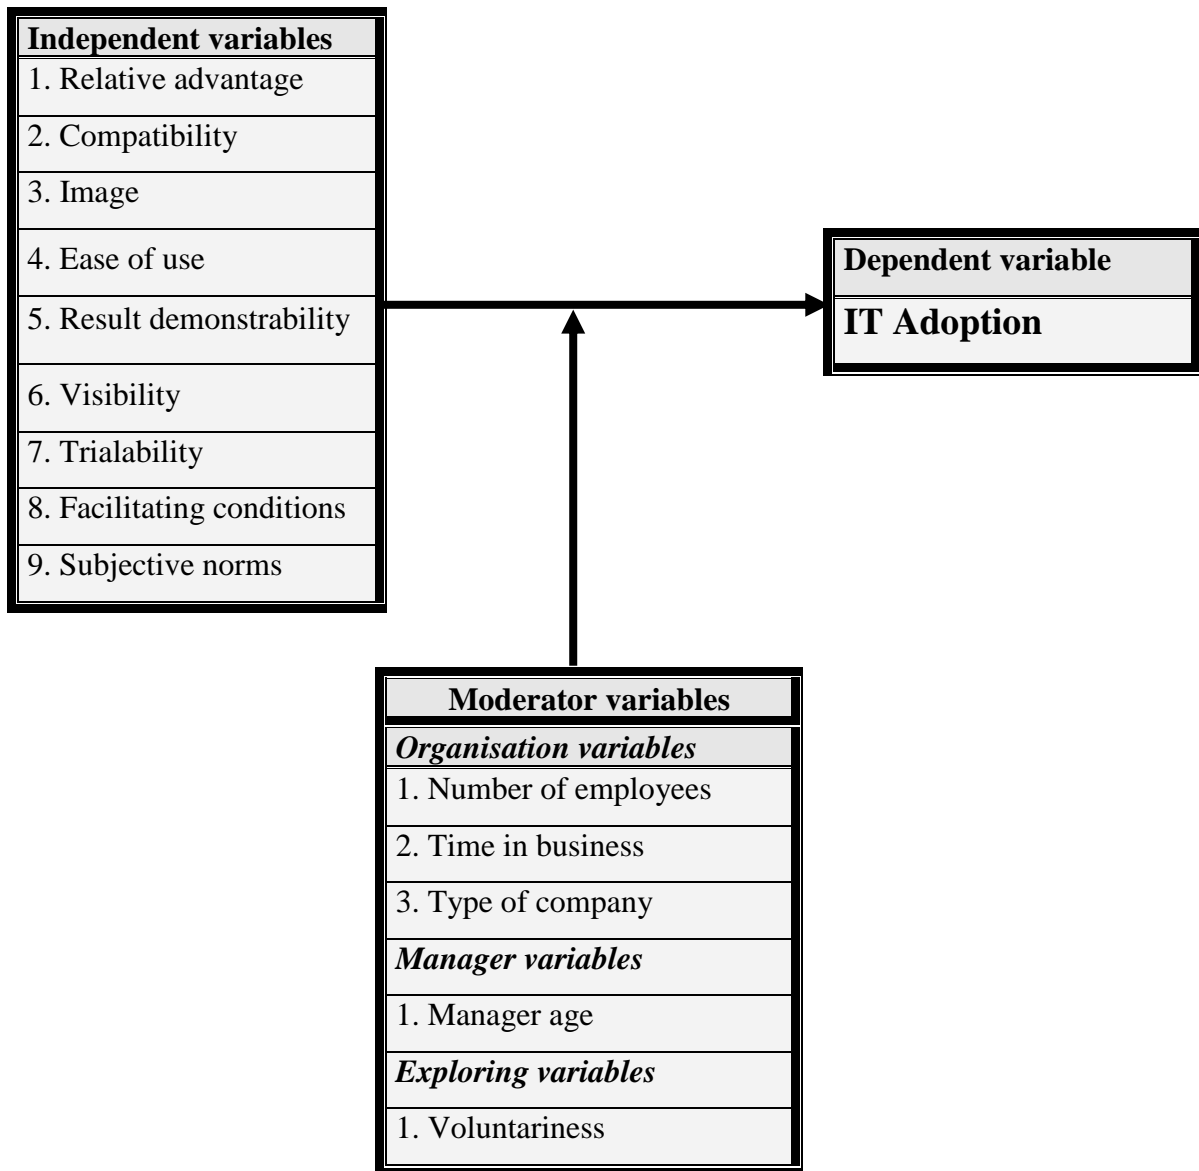 Independent variables
1. Relative advantage
2. Compatibility
3. Image
4. Ease of use
5. Result demonstrability
6. Visibility
7. Trialability
8. Facilitating conditions
9. Subjective norms
Dependent variable
IT Adoption
Moderator variables
Organisation variables
1. Number of employees
2. Time in business
3. Type of company
Manager variables
1. Manager age
Exploring variables
1. Voluntariness